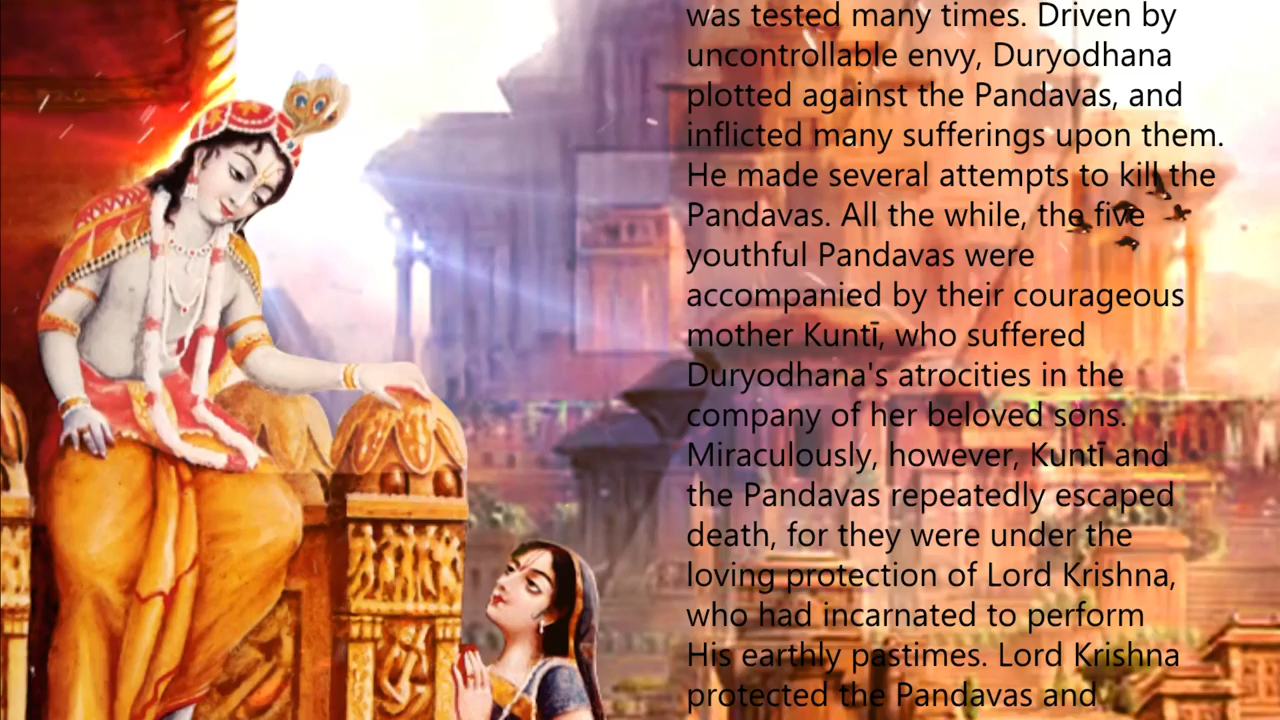 was tested many times. Driven by
uncontrollable envy, Duryodhana
plotted against the Pandavas, and
inflicted many sufferings upon them.
He made several attempts to kill the
Pandavas. All the while, the five
youthful Pandavas were
accompanied by their courageous
mother Kuntī, who suffered
Duryodhana's atrocities in the
company of her beloved sons.
Miraculously, however, Kuntī and
the Pandavas repeatedly escaped
death, for they were under the
loving protection of Lord Krishna,
who had incarnated to perform
His earthly pastimes. Lord Krishna
protected the Pandavas and